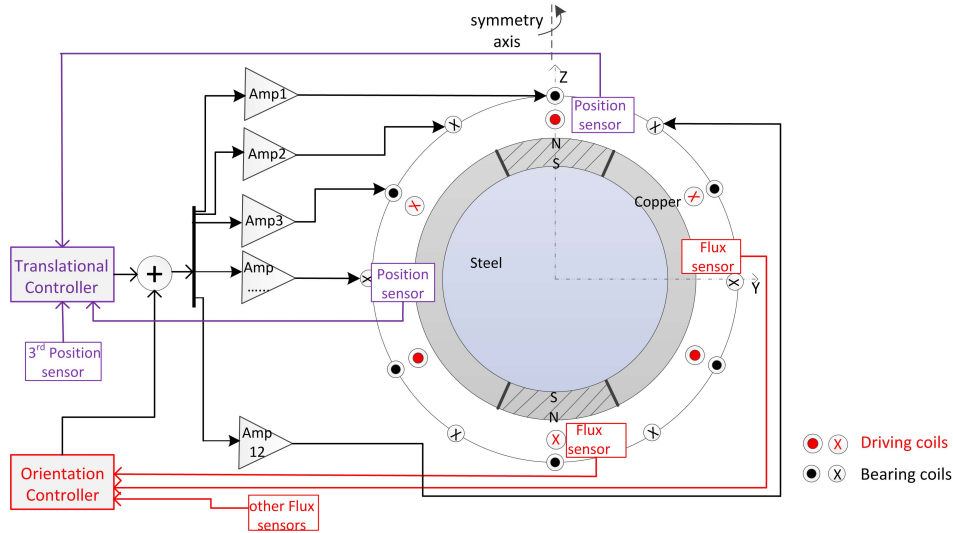 symmetry
axis
Z
Amp1
Position
sensor
Amp2
N
S
Amp3
Copper
Translational
Controller
+
Amp
......
Position
sensor
Steel
Flux
sensor
Y
3rd Position
sensor
S
N
Amp
12
Flux
sensor
Driving coils
Bearing coils
Orientation
Controller
other Flux
sensors